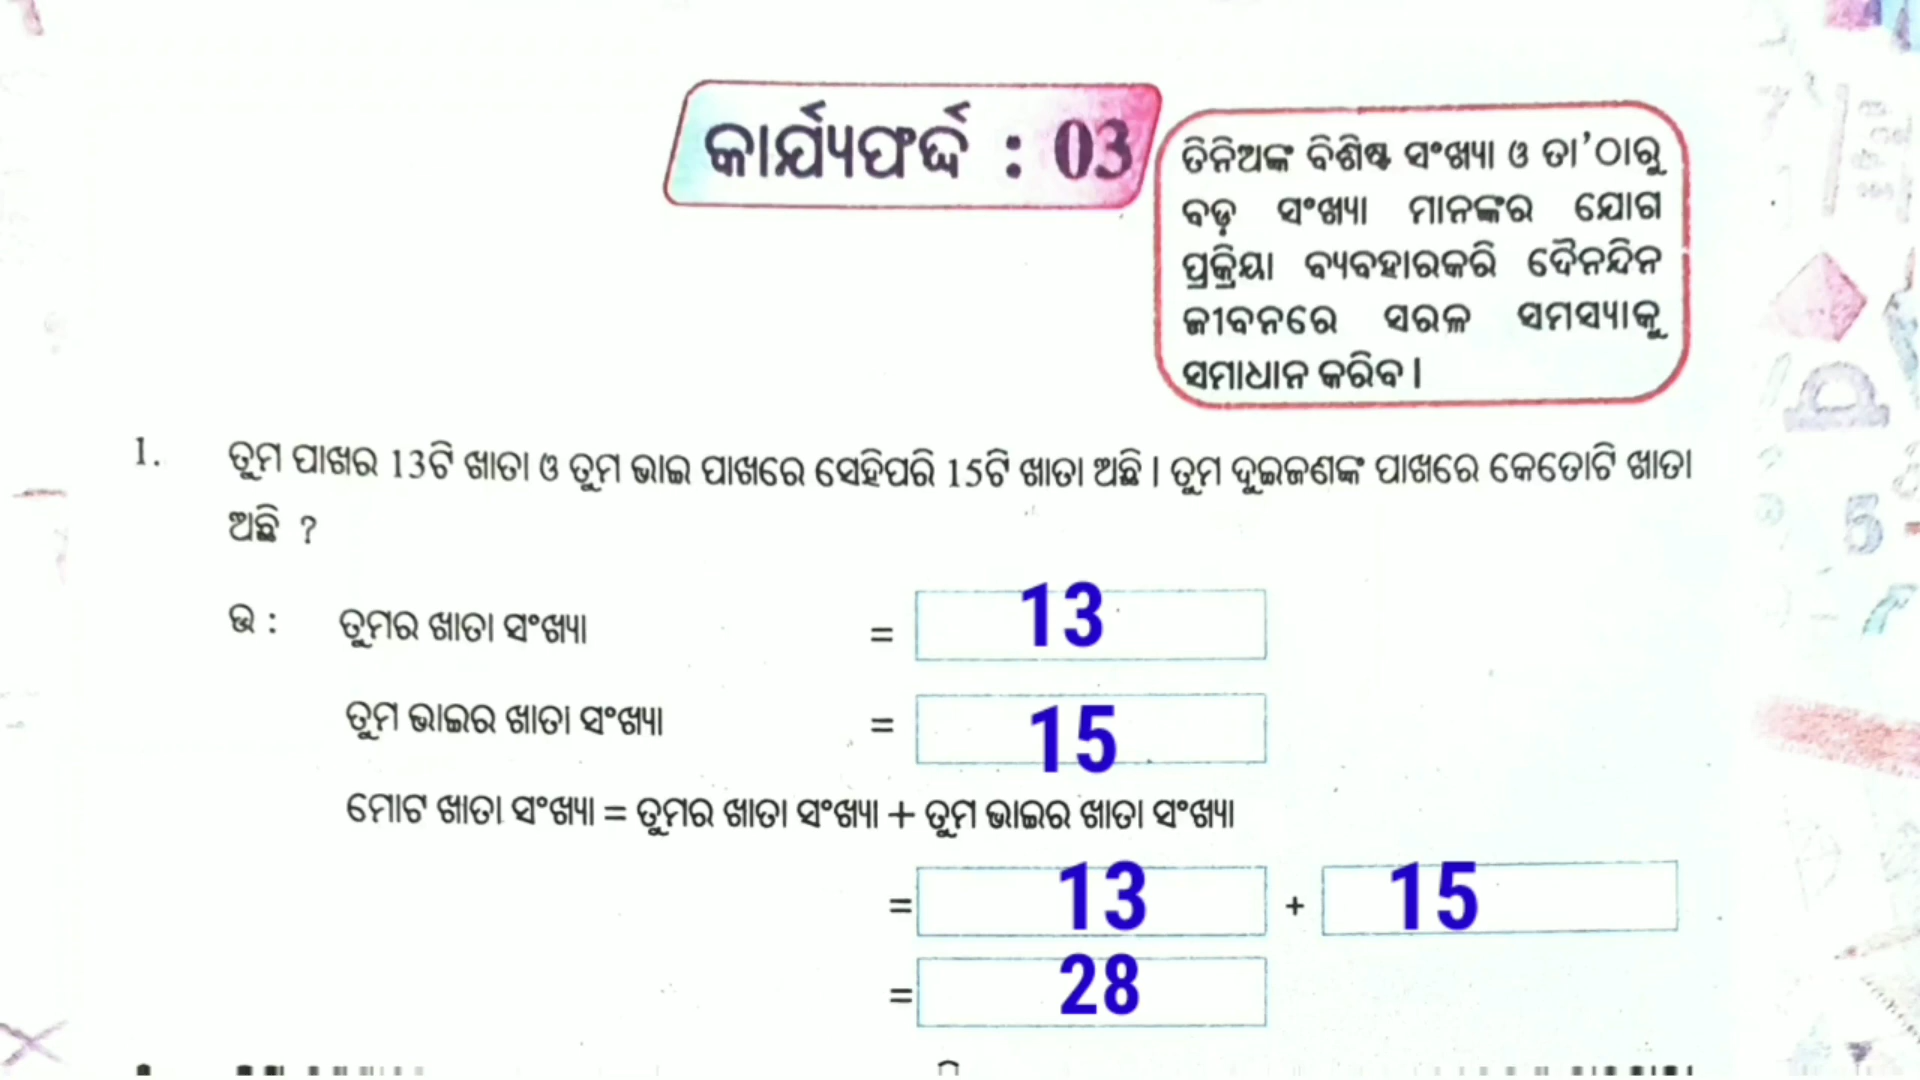 କାର୍ଯ୍ୟଫର୍ଦ୍ଦ : 03
ତିନିଅଙ୍କ ବିଶିଷ୍ଟ ସଂଖ୍ୟା ଓ ତା'ଠାରୁ
ବଡ଼ ସଂଖ୍ୟା ମାନଙ୍କର ଯୋଗ
ପ୍ରକ୍ରିୟା ବ୍ୟବହାରକରି ଦୈନନ୍ଦିନ
ଜୀବନରେ ସରଳ ସମସ୍ୟାକୁ
ସମାଧାନ କରିବ।
1. ତୁମ ପାଖର 13ଟି ଖାତା ଓ ତୁମ ଭାଇ ପାଖରେ ସେହିପରି 15ଟି ଖାତା ଅଛି। ତୁମ ଦୁଇଜଣଙ୍କ ପାଖରେ କେତୋଟି ଖାତା
ଅଛି ?
ଉ : ତୁମର ଖାତା ସଂଖ୍ୟା = 13
ତୁମ ଭାଇର ଖାତା ସଂଖ୍ୟା = 15
ମୋଟ ଖାତା ସଂଖ୍ୟା = ତୁମର ଖାତା ସଂଖ୍ୟା + ତୁମ ଭାଇର ଖାତା ସଂଖ୍ୟା
= 13 + 15
= 28